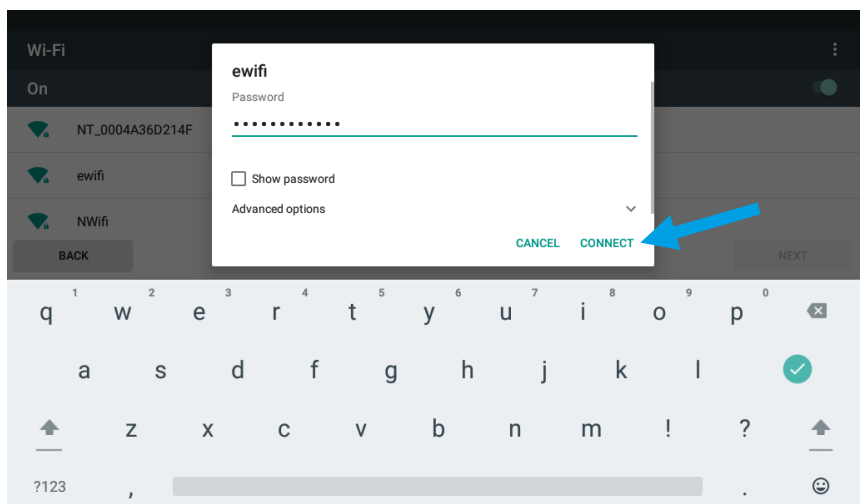 Wi-Fi
On
NT_0004A36D214F
ewifi
NWifi
BACK
NEXT
ewifi
Password
••••••••••••
Show password
Advanced options
CANCEL CONNECT
1 2 3 4 5 6 7 8 9 0
q w e r t y u i o p
a s d f g h j k l
z x c v b n m ! ?
?123 , .